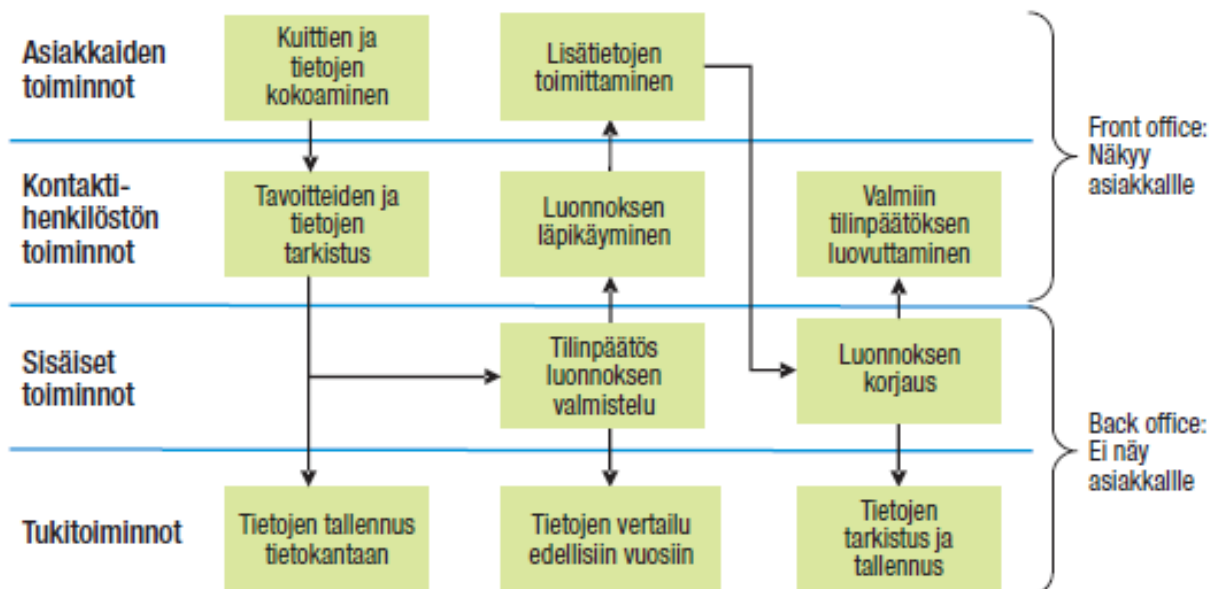 Asiakkaiden
toiminnot
Kuittien ja
tietojen
kokoaminen
Lisätietojen
toimittaminen
Front office:
Näkyy
asiakkallle
Kontakti-
henkilöstön
toiminnot
Tavoitteiden ja
tietojen
tarkistus
Luonnoksen
läpikäyminen
Valmiin
tilinpäätöksen
luovuttaminen
Sisäiset
toiminnot
Tilinpäätös
luonnoksen
valmistelu
Luonnoksen
korjaus
Back office:
Ei näy
asiakkallle
Tukitoiminnot
Tietojen tallennus
tietokantaan
Tietojen vertailu
edellisiin vuosiin
Tietojen
tarkistus ja
tallennus